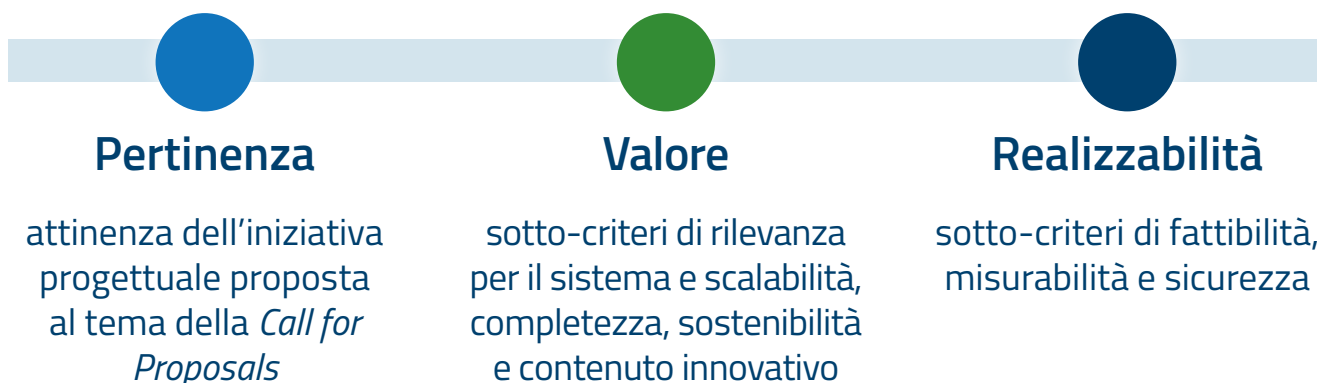 Pertinenza
attinenza dell’iniziativa
progettuale proposta
al tema della Call for
Proposals
Valore
sotto-criteri di rilevanza
per il sistema e scalabilità,
completezza, sostenibilità
e contenuto innovativo
Realizzabilità
sotto-criteri di fattibilità,
misurabilità e sicurezza